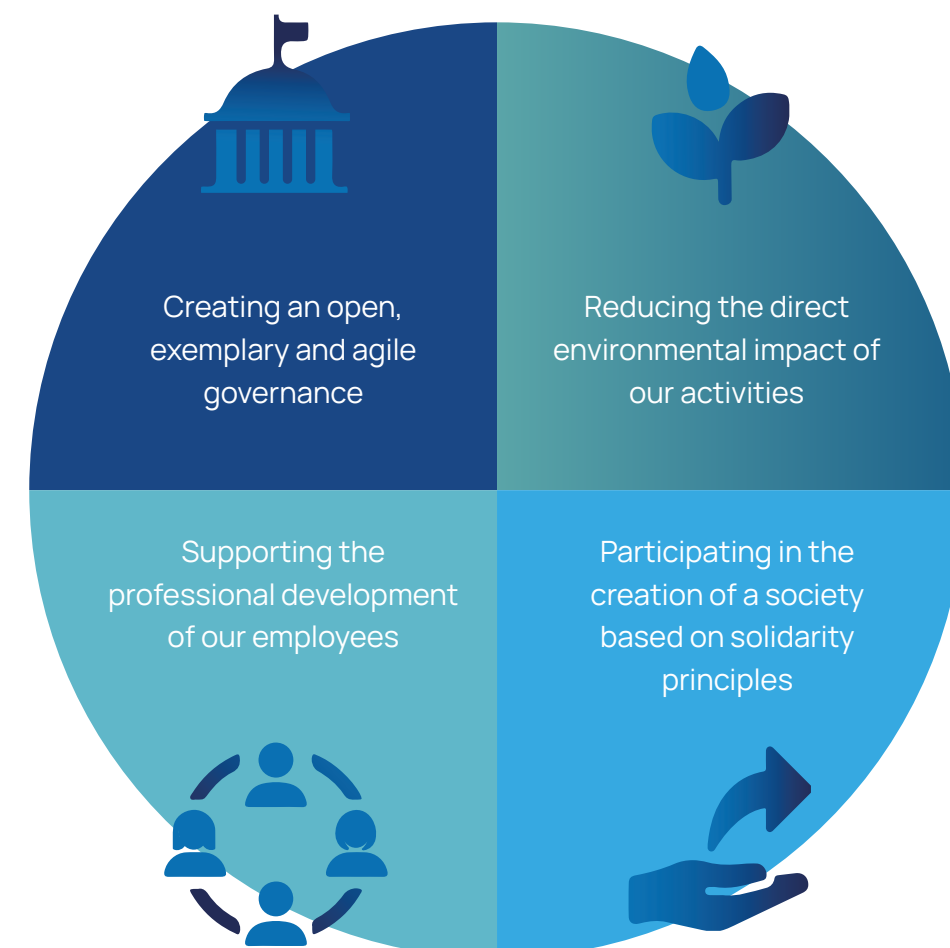 Creating an open,
exemplary and agile
governance
Reducing the direct
environmental impact of
our activities
Supporting the
professional development
of our employees
Participating in the
creation of a society
based on solidarity
principles